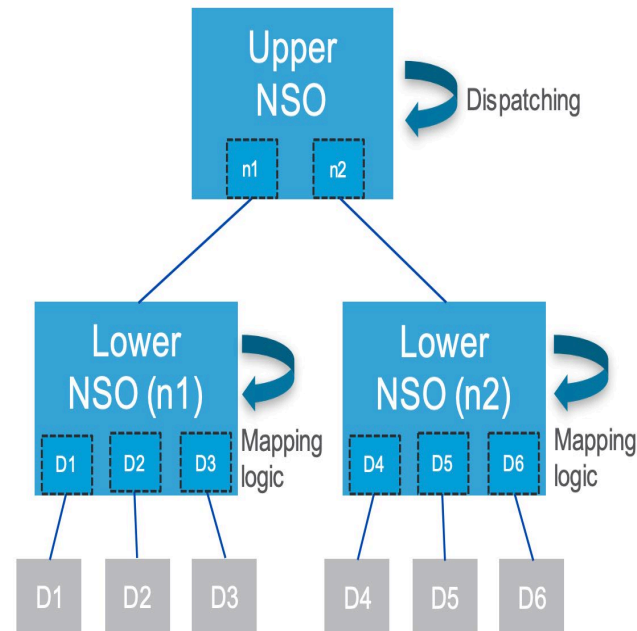 Upper
NSO
Dispatching
n1 n2
Lower
NSO (n1)
Mapping
logic
D1 D2 D3
Lower
NSO (n2)
Mapping
logic
D4 D5 D6
D1 D2 D3 D4 D5 D6